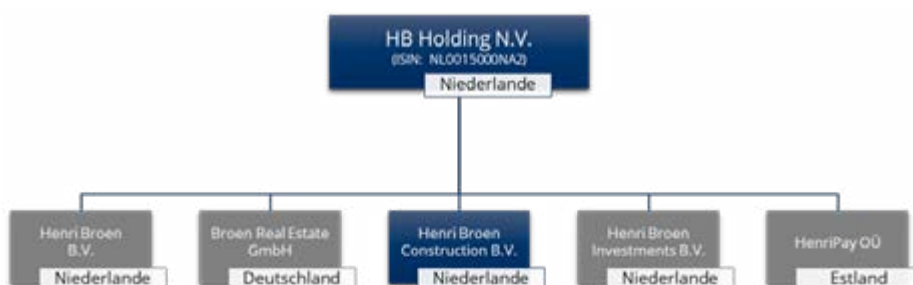 HB Holding N.V.
(ISIN: NL0015000NA2)
Niederlande
Henri Broen
B.V.
Niederlande
Broen Real Estate
GmbH
Deutschland
Henri Broen
Construction B.V.
Niederlande
Henri Broen
Investments B.V.
Niederlande
HenriPay OÜ
Estland